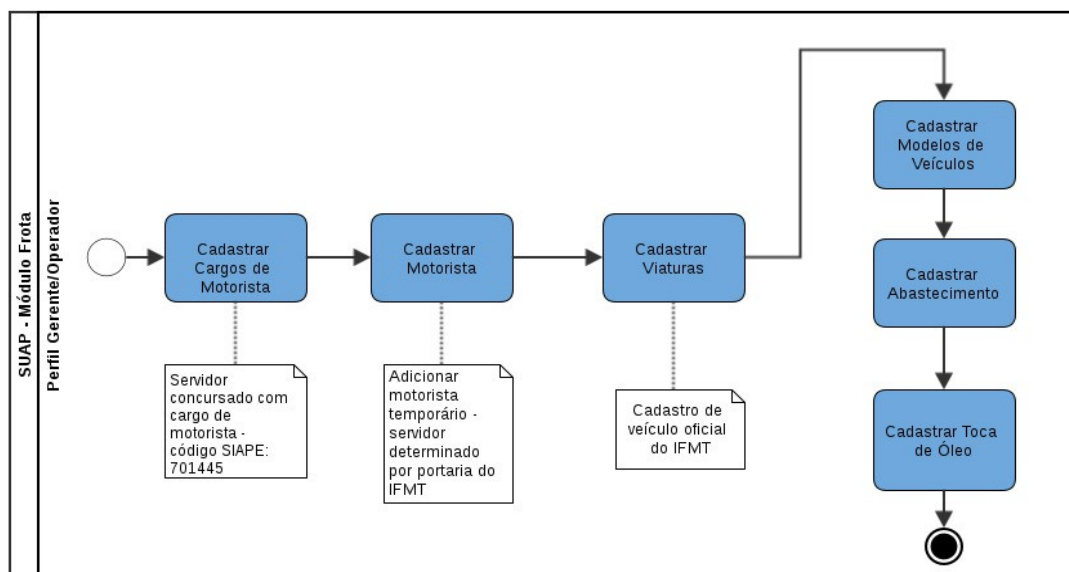 SUAP - Módulo Frota
Perfil Gerente/Operador
Cadastrar
Cargos de
Motorista
Cadastrar
Motorista
Cadastrar
Viaturas
Cadastrar
Modelos de
Veículos
Cadastrar
Abastecimento
Cadastrar Toca
de Óleo
Servidor
concursado com
cargo de
motorista -
código SIAPE:
701445
Adicionar
motorista
temporário -
servidor
determinado
por portaria do
IFMT
Cadastro de
veículo oficial
do IFMT